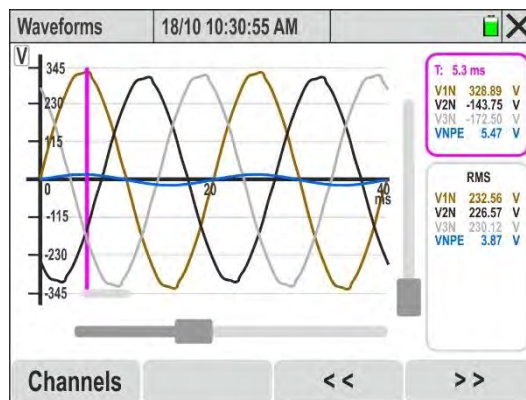 Waveforms 18/10 10:30:55 AM
V
345
230
115
0 20 40
ms
-115
-230
-345
T: 5.3 ms
V1N 328.89 V
V2N -143.75 V
V3N -172.50 V
VNPE 5.47 V
RMS
V1N 232.56 V
V2N 226.57 V
V3N 230.12 V
VNPE 3.87 V
Channels << >>